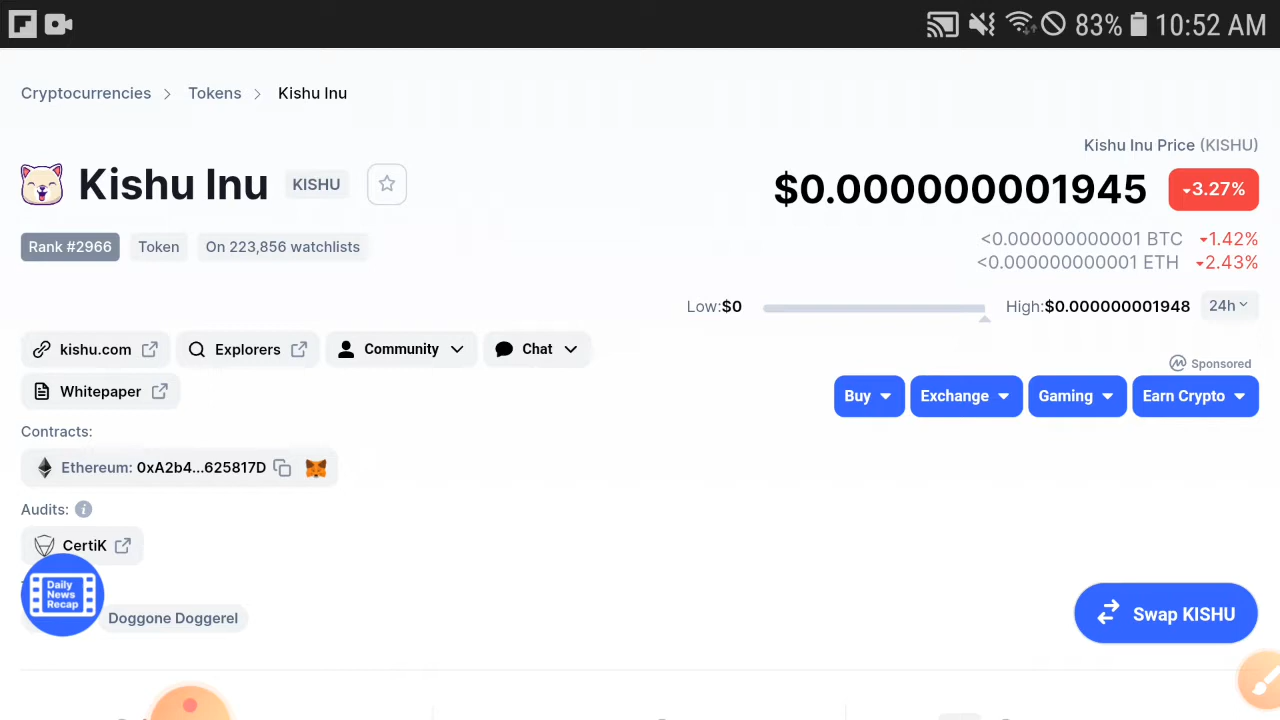 83% 10:52 AM
Cryptocurrencies > Tokens > Kishu Inu
Kishu Inu Price (KISHU)
Kishu Inu KISHU
$0.000000001945 3.27%
Rank #2966 Token On 223,856 watchlists
<0.000000000001 BTC 1.42%
<0.000000000001 ETH 2.43%
Low:$0 High:$0.000000001948 24h
kishu.com Explorers Community Chat
Whitepaper
Sponsored
Buy Exchange Gaming Earn Crypto
Contracts:
Ethereum: 0xA2b4...625817D
Audits:
CertiK
Daily
News
Recap
Doggone Doggerel
Swap KISHU